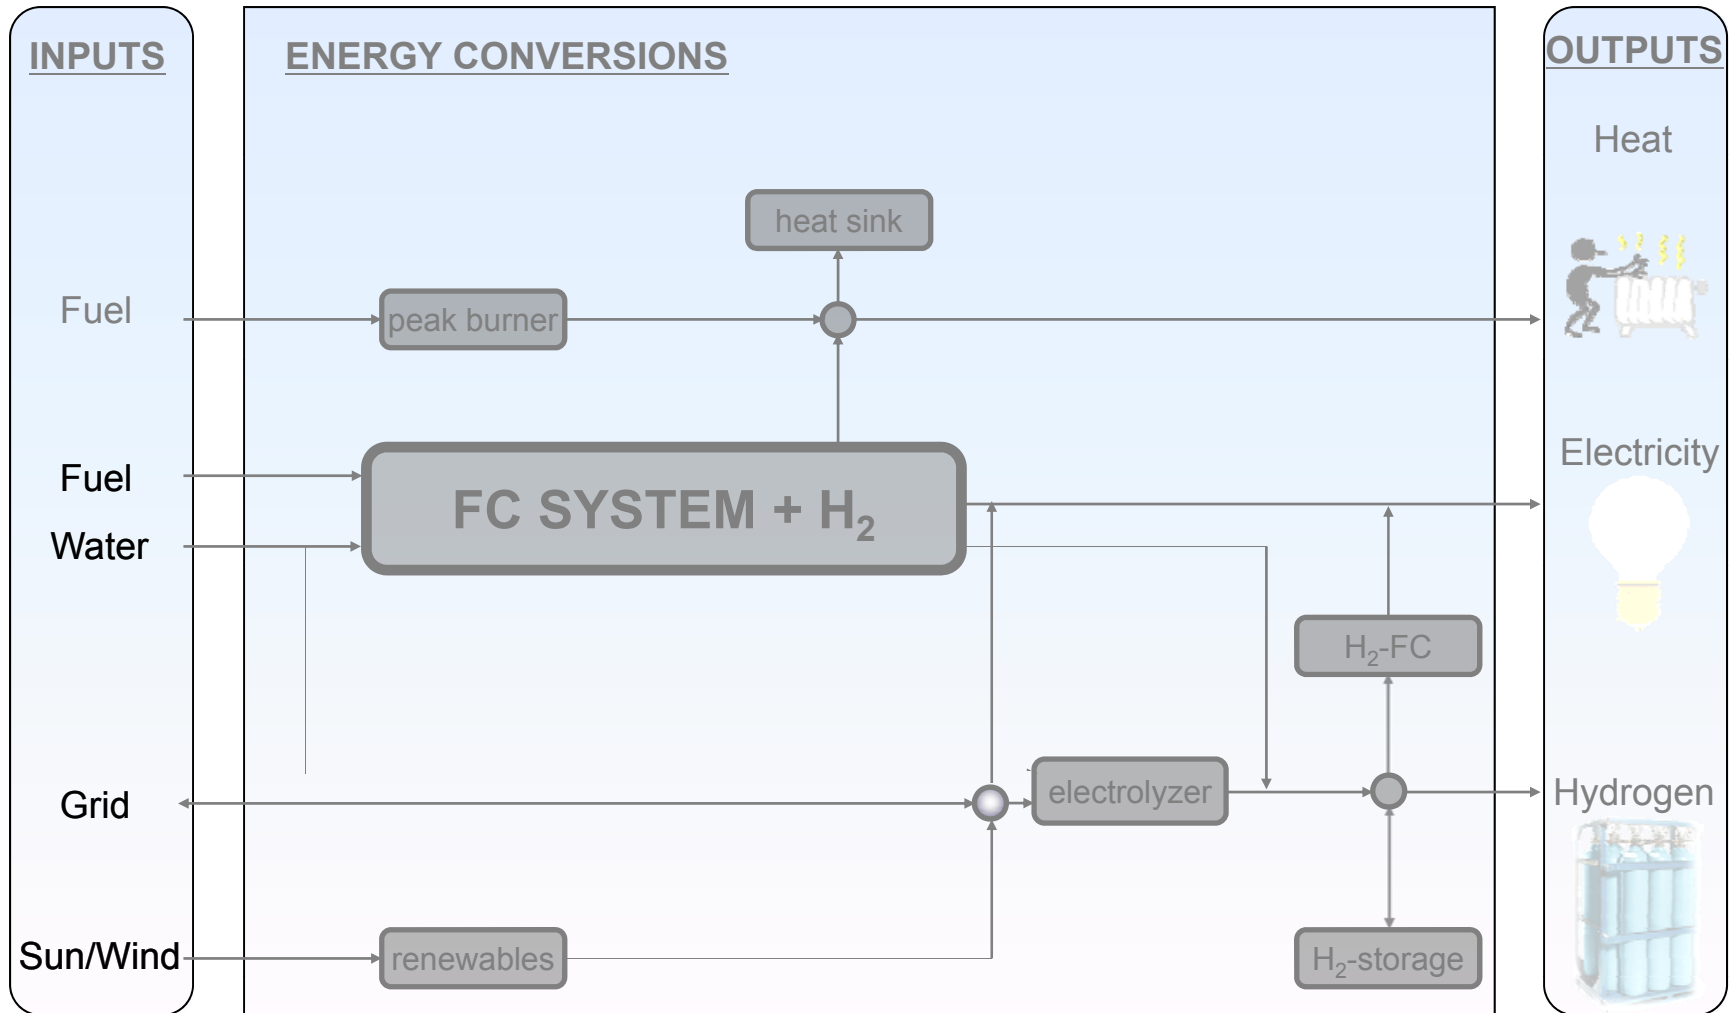 INPUTS
ENERGY CONVERSIONS
OUTPUTS
Heat
heat sink
Fuel
peak burner
Fuel
FC SYSTEM + H₂
Electricity
Water
H₂-FC
Grid
electrolyzer
Hydrogen
Sun/Wind
renewables
H₂-storage